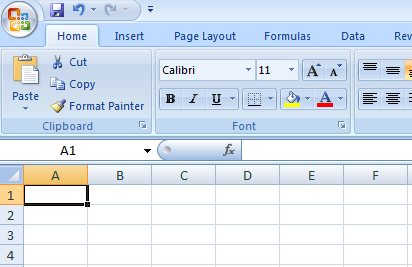 Home Insert Page Layout Formulas Data Rev
Cut
Calibri 11 A A
Copy
Paste
Format Painter
B I U A
Clipboard Font
A1 fx
A B C D E F
1
2
3
4